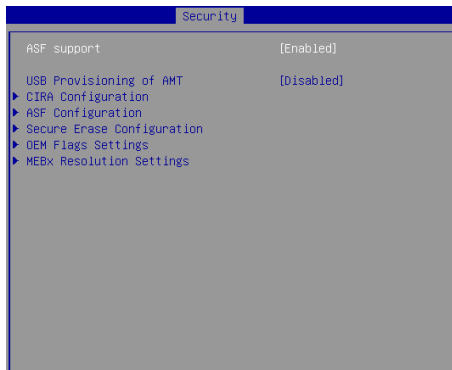 Security
ASF support [Enabled]
USB Provisioning of AMT [Disabled]
CIRA Configuration
ASF Configuration
Secure Erase Configuration
OEM Flags Settings
MEBx Resolution Settings